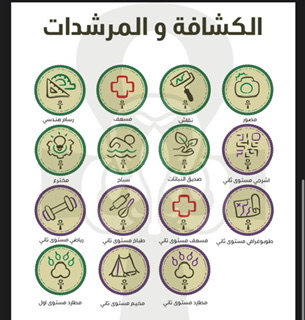 الكشافة و المرشدات
مصور
نقاش
مسعف
رسام هندسي
اشرجي مستوى ثاني
صديق النباتات
سباح
مخترع
طوبوغرافي مستوى ثاني
مسعف مستوى ثاني
طباخ مستوى ثاني
رياضي مستوى ثاني
مطارد مستوى ثاني
مخيم مستوى ثاني
مطارد مستوى اول